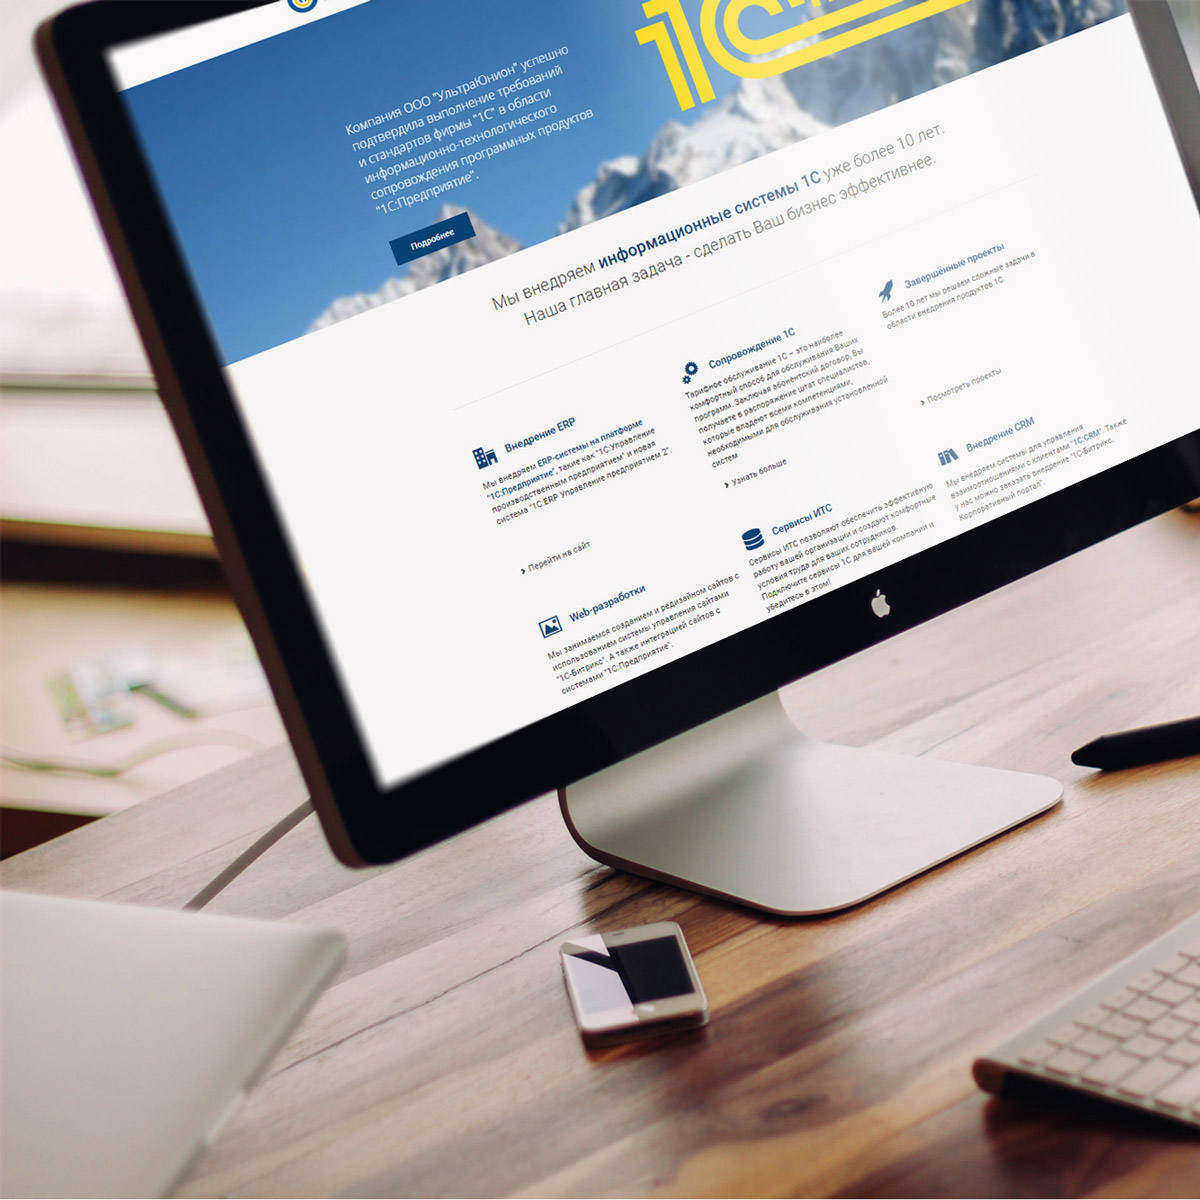 1С
Компания ООО "УльтраЮнион" успешно
подтвердила выполнение требований
и стандартов фирмы "1С" в области
информационно-технологического
сопровождения программных продуктов
"1С:Предприятие".
Подробнее
Мы внедряем информационные системы 1С уже более 10 лет.
Наша главная задача - сделать Ваш бизнес эффективнее.
Внедрение ERP
Мы внедряем ERP-системы на платформе
"1С:Предприятие", такие как "1С:Управление
производственным предприятием" и новая
система "1С:ERP Управление предприятием 2".
Перейти на сайт
Сопровождение 1С
Тарифное обслуживание 1С – это наиболее
комфортный способ для обслуживания Ваших
программ. Заключая абонентский договор, Вы
получаете в распоряжение штат специалистов,
которые владеют всеми компетенциями,
необходимыми для обслуживания установленной
систем
Узнать больше
Завершённые проекты
Более 10 лет мы решаем сложные задачи в
области внедрения продуктов 1С.
Посмотреть проекты
Web-разработки
Мы занимаемся созданием и редизайном сайтов с
использованием системы управления сайтами
"1С-Битрикс". А также интеграцией сайтов с
системами "1С:Предприятие".
Сервисы ИТС
Сервисы ИТС позволяют обеспечить эффективную
работу вашей организации и создают комфортные
условия труда для ваших сотрудников.
Подключите сервисы 1С для вашей компании и
убедитесь в этом!
Внедрение CRM
Мы внедряем системы для управления
взаимоотношениями с клиентами "1С:CRM". Также
у нас можно заказать внедрение "1С-Битрикс.
Корпоративный портал".